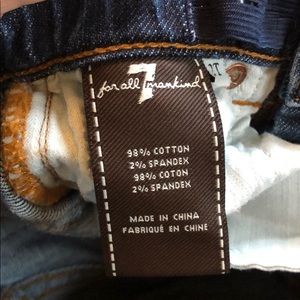 7
for all mankind
98% COTTON
2% SPANDEX
98% COTON
2% SPANDEX
MADE IN CHINA
FABRIQUÉ EN CHINE